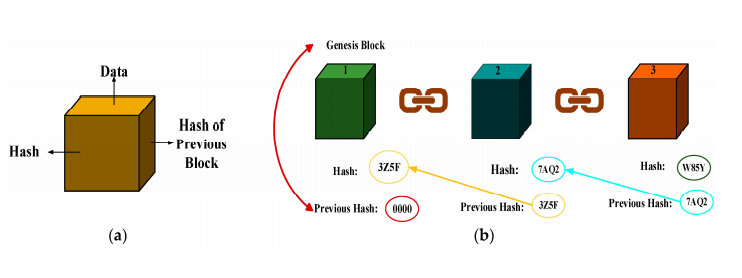 Data
Hash
Hash of
Previous
Block
(a)
Genesis Block
1
2
3
Hash: 3Z5F
Hash: 7AQ2
Hash: W85Y
Previous Hash: 0000
Previous Hash: 3Z5F
Previous Hash: 7AQ2
(b)